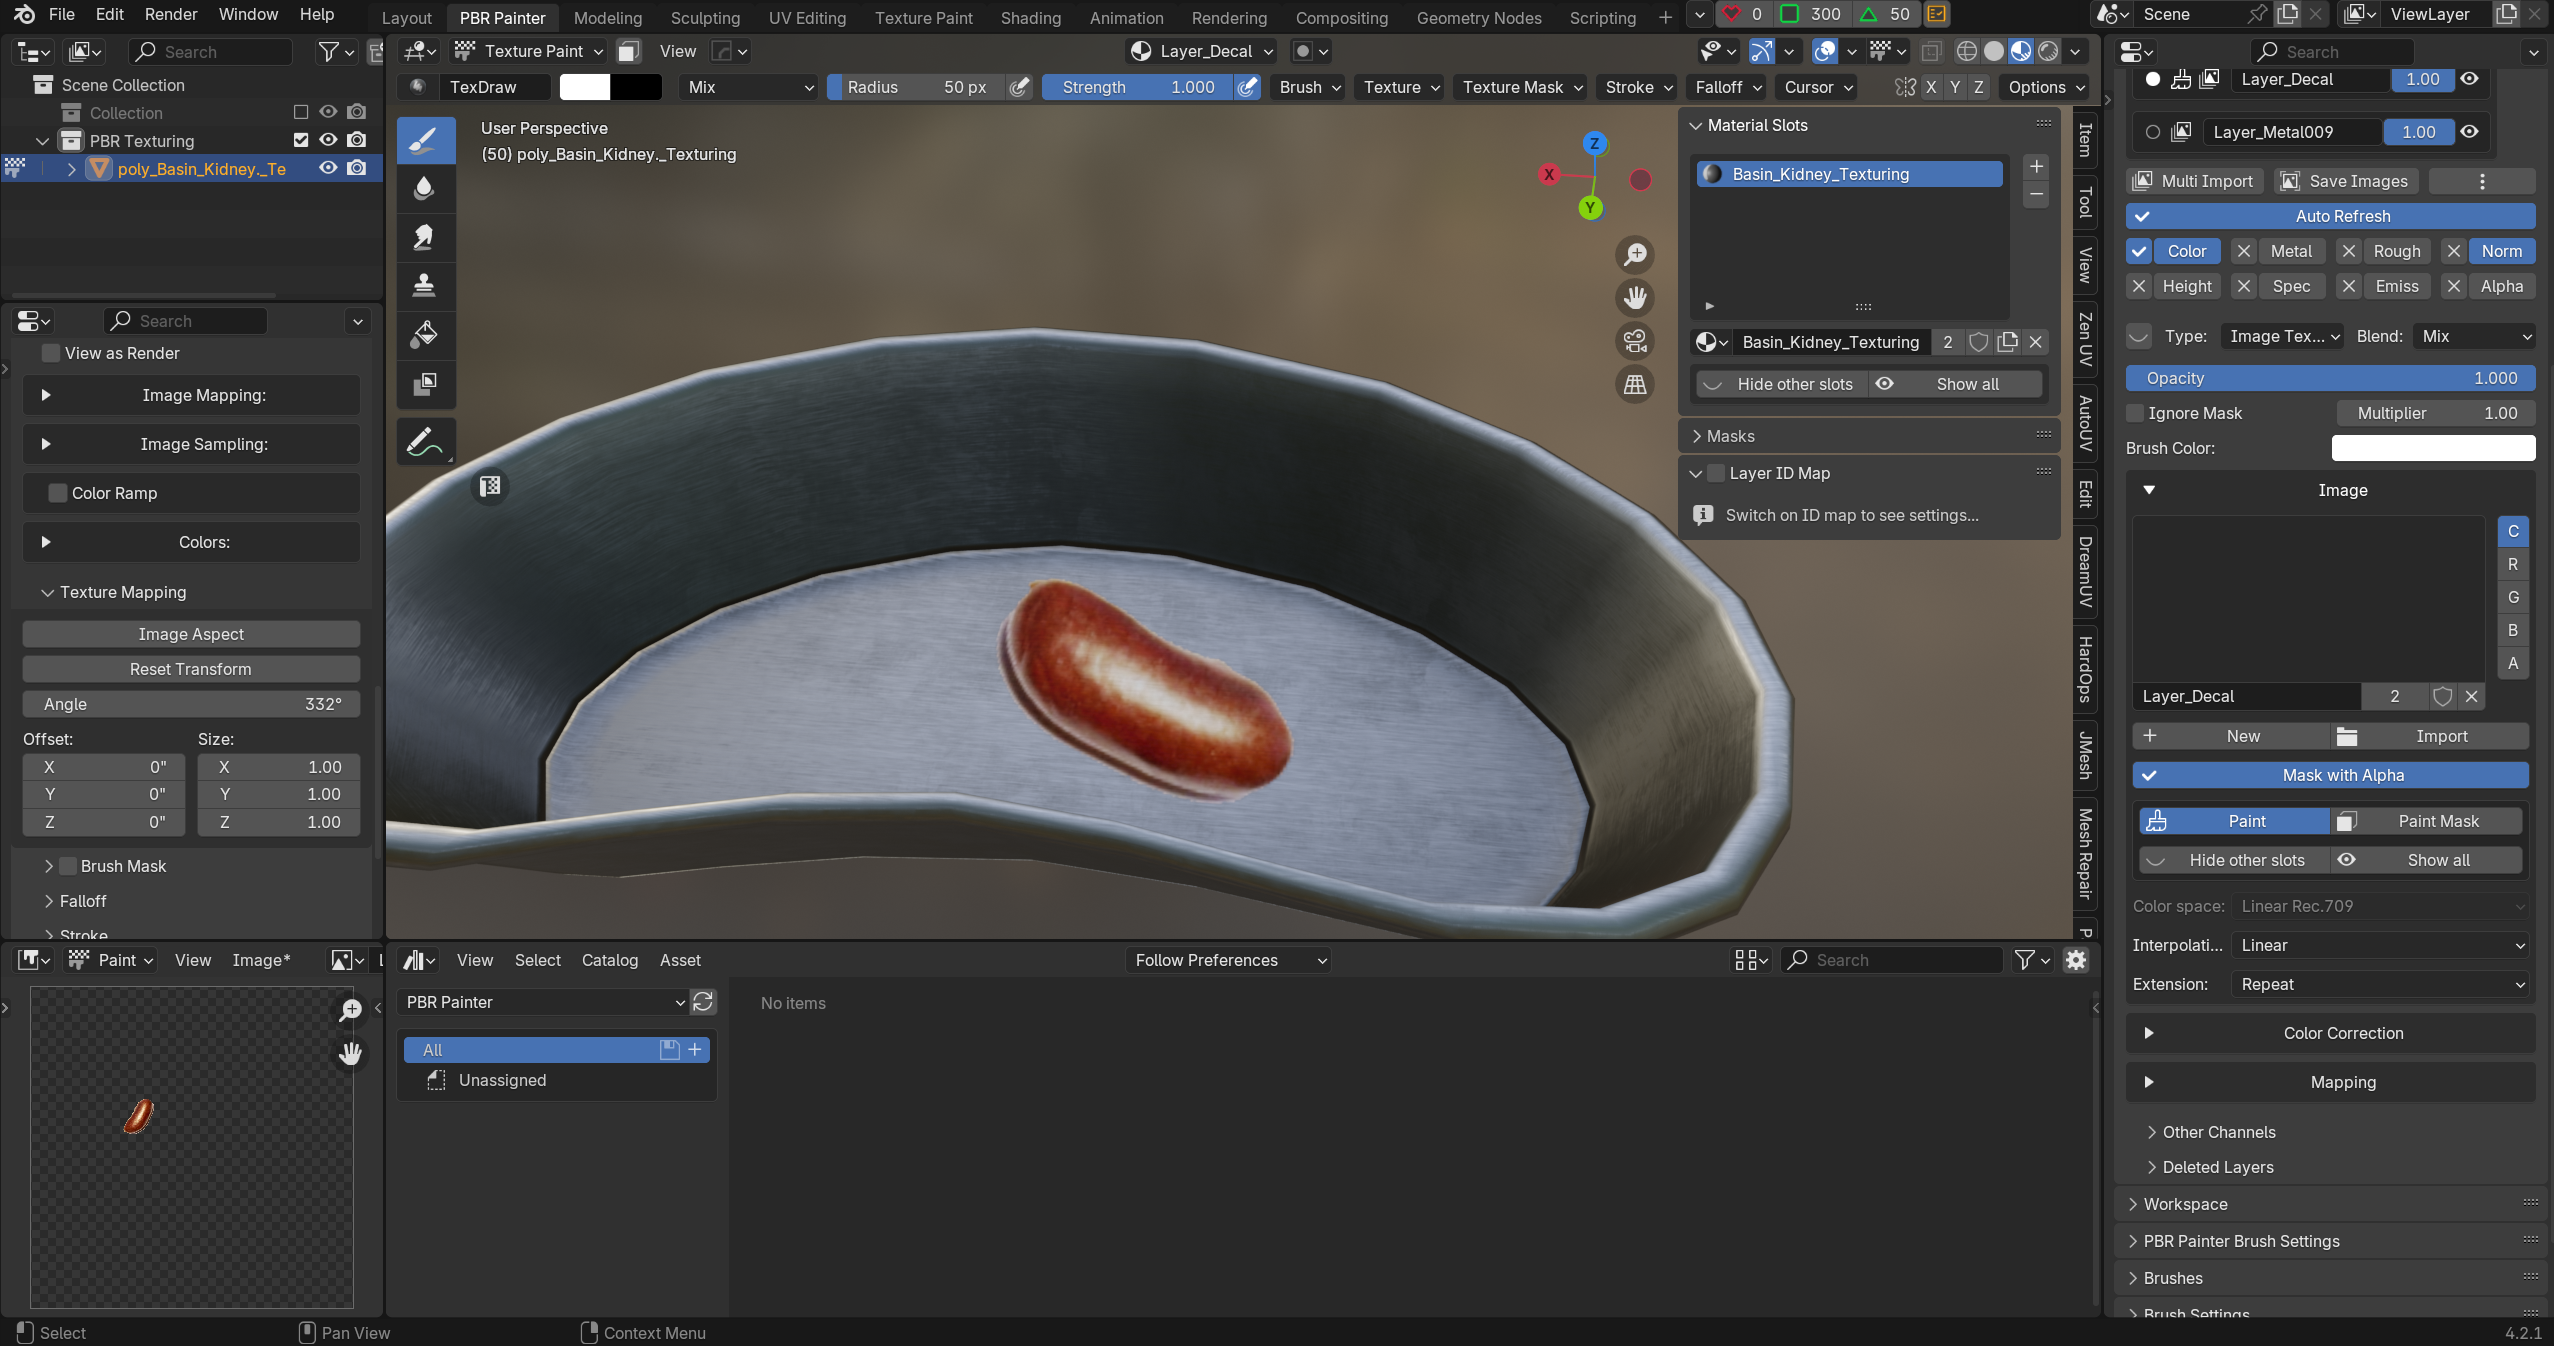 File Edit Render Window Help Layout PBR Painter Modeling Sculpting UV Editing Texture Paint Shading Animation Rendering Compositing Geometry Nodes Scripting 0 300 50 Scene ViewLayer
Search
Scene Collection
Collection
PBR Texturing
poly_Basin_Kidney._Te
Search
View as Render
Image Mapping:
Image Sampling:
Color Ramp
Colors:
Texture Mapping
Image Aspect
Reset Transform
Angle 332°
Offset: Size:
X 0" X 1.00
Y 0" Y 1.00
Z 0" Z 1.00
Brush Mask
Falloff
Stroke
Paint View Image*
Texture Paint View Layer_Decal
TexDraw Mix Radius 50 px Strength 1.000 Brush Texture Texture Mask Stroke Falloff Cursor X Y Z Options
User Perspective
(50) poly_Basin_Kidney._Texturing
Z
X
Y
Material Slots
Basin_Kidney_Texturing
Basin_Kidney_Texturing 2
Hide other slots Show all
Masks
Layer ID Map
Switch on ID map to see settings...
Item
Tool
View
Zen UV
AutoUV
Edit
DreamUV
HardOps
JMesh
Mesh Repair
P
View Select Catalog Asset Follow Preferences Search
PBR Painter
All
Unassigned
No items
Search
Layer_Decal 1.00
Layer_Metal009 1.00
Multi Import Save Images
Auto Refresh
Color Metal Rough Norm
Height Spec Emiss Alpha
Type: Image Tex... Blend: Mix
Opacity 1.000
Ignore Mask Multiplier 1.00
Brush Color:
Image
C
R
G
B
A
Layer_Decal 2
New Import
Mask with Alpha
Paint Paint Mask
Hide other slots Show all
Color space: Linear Rec.709
Interpolati... Linear
Extension: Repeat
Color Correction
Mapping
Other Channels
Deleted Layers
Workspace
PBR Painter Brush Settings
Brushes
Brush Settings
Select Pan View Context Menu 4.2.1